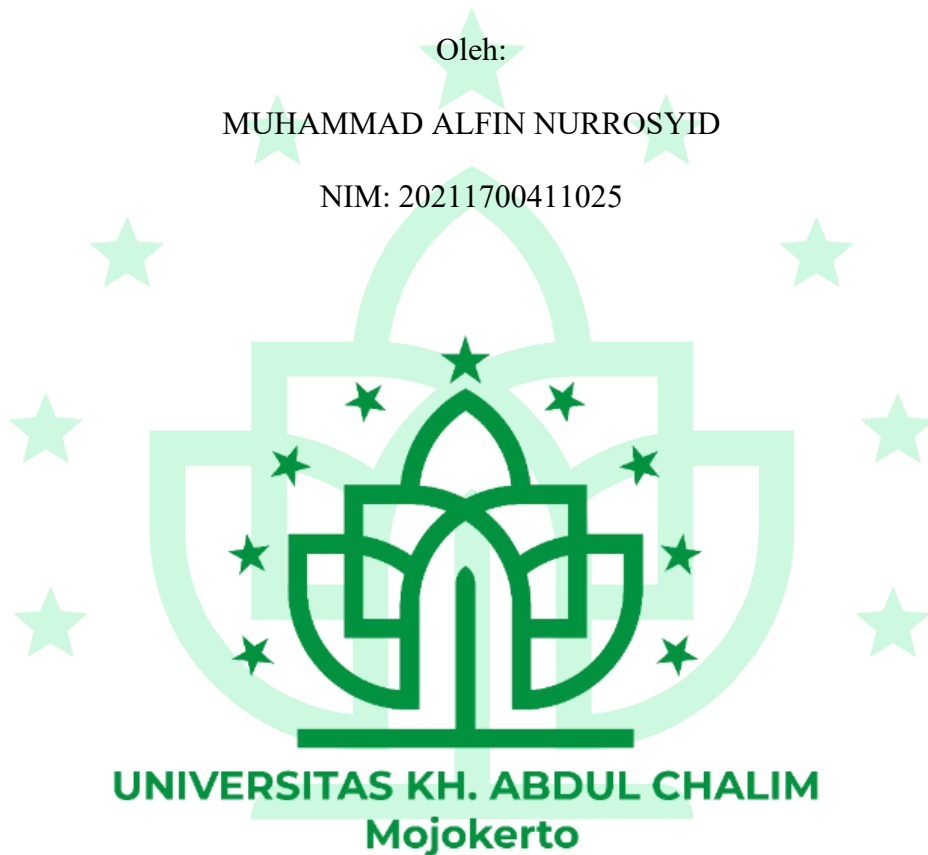 Oleh:
MUHAMMAD ALFIN NURROSYID
NIM: 20211700411025
UNIVERSITAS KH. ABDUL CHALIM
Mojokerto